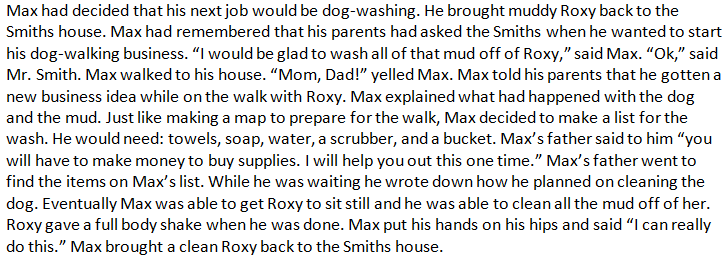 Max had decided that his next job would be dog-washing. He brought muddy Roxy back to the
Smiths house. Max had remembered that his parents had asked the Smiths when he wanted to start
his dog-walking business. “I would be glad to wash all of that mud off of Roxy,” said Max. “Ok,” said
Mr. Smith. Max walked to his house. “Mom, Dad!” yelled Max. Max told his parents that he gotten a
new business idea while on the walk with Roxy. Max explained what had happened with the dog
and the mud. Just like making a map to prepare for the walk, Max decided to make a list for the
wash. He would need: towels, soap, water, a scrubber, and a bucket. Max’s father said to him “you
will have to make money to buy supplies. I will help you out this one time.” Max’s father went to
find the items on Max’s list. While he was waiting he wrote down how he planned on cleaning the
dog. Eventually Max was able to get Roxy to sit still and he was able to clean all the mud off of her.
Roxy gave a full body shake when he was done. Max put his hands on his hips and said “I can really
do this.” Max brought a clean Roxy back to the Smiths house.